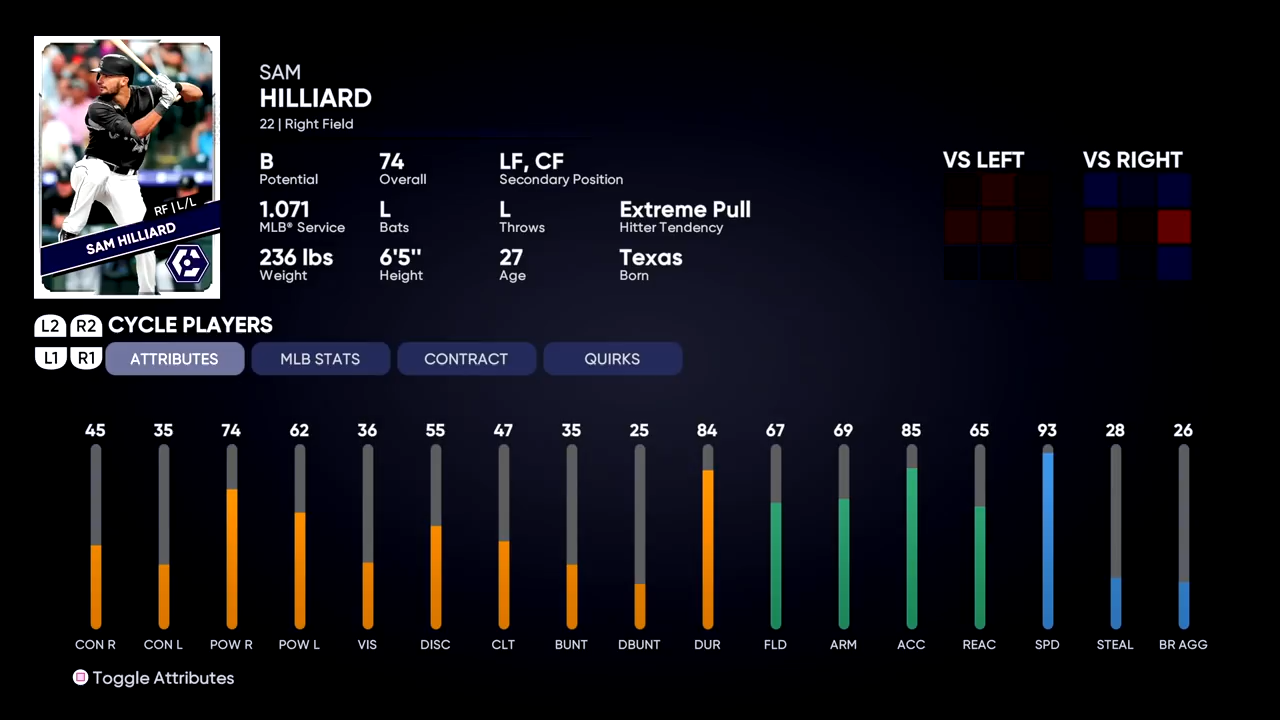 SAM
HILLIARD
22 | Right Field
B
Potential
74
Overall
LF, CF
Secondary Position
1.071
MLB® Service
L
Bats
L
Throws
Extreme Pull
Hitter Tendency
236 lbs
Weight
6'5"
Height
27
Age
Texas
Born
VS LEFT
VS RIGHT
RF | L/L
SAM HILLIARD
L2 R2 CYCLE PLAYERS
L1 R1 ATTRIBUTES MLB STATS CONTRACT QUIRKS
45 35 74 62 36 55 47 35 25 84 67 69 85 65 93 28 26
CON R CON L POW R POW L VIS DISC CLT BUNT DBUNT DUR FLD ARM ACC REAC SPD STEAL BR AGG
Toggle Attributes